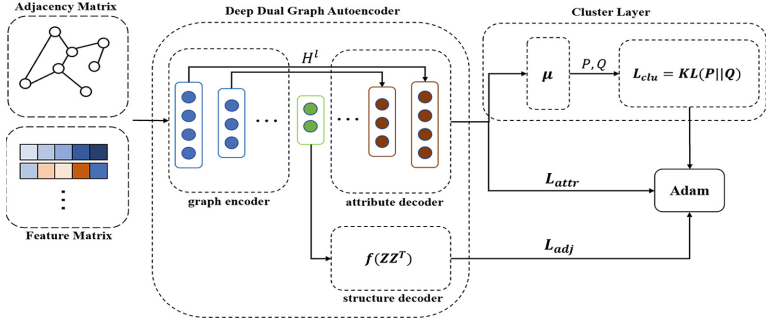 Adjacency Matrix
Deep Dual Graph Autoencoder
Cluster Layer
H^l
μ
P, Q
L_clu = KL(P||Q)
...
...
graph encoder
attribute decoder
L_attr
Adam
Feature Matrix
f(ZZ^T)
L_adj
structure decoder